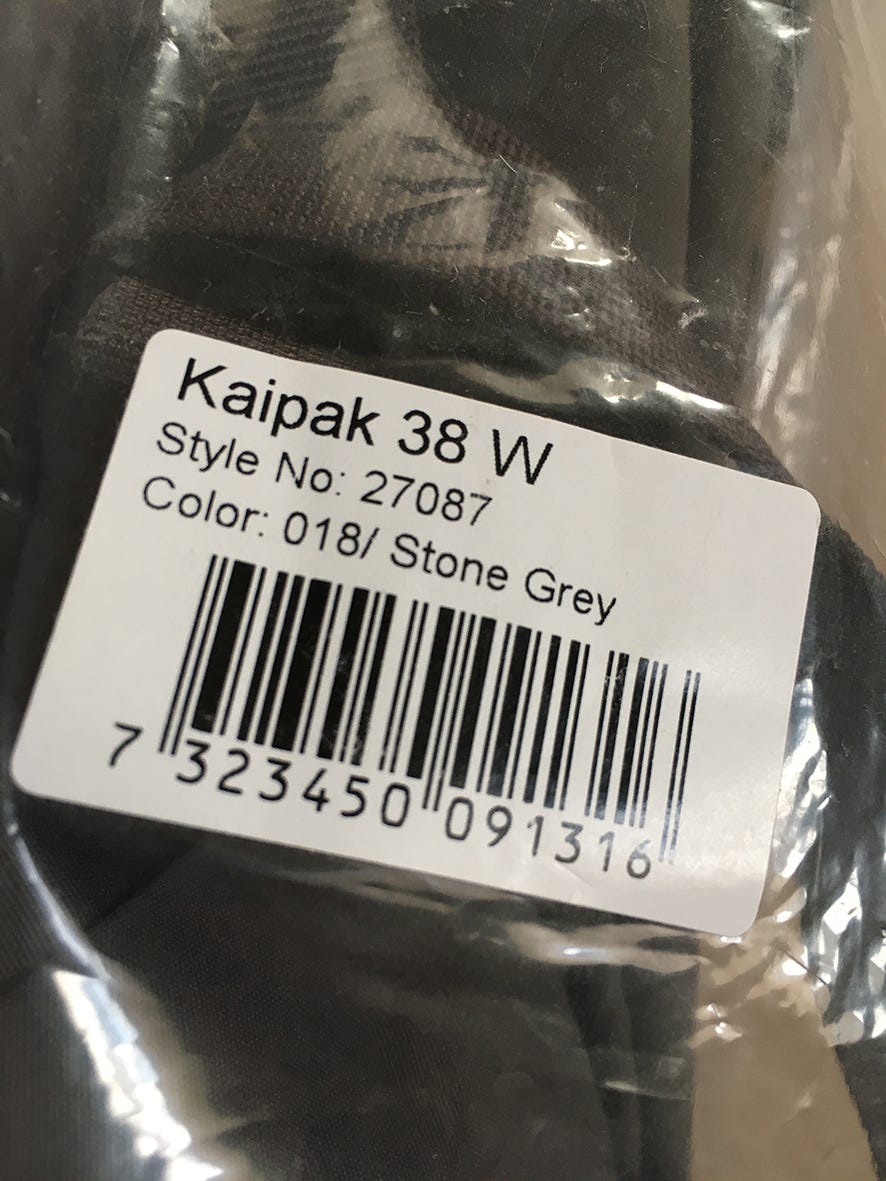 Kaipak 38 W
Style No: 27087
Color: 018/ Stone Grey
7 323450 091316